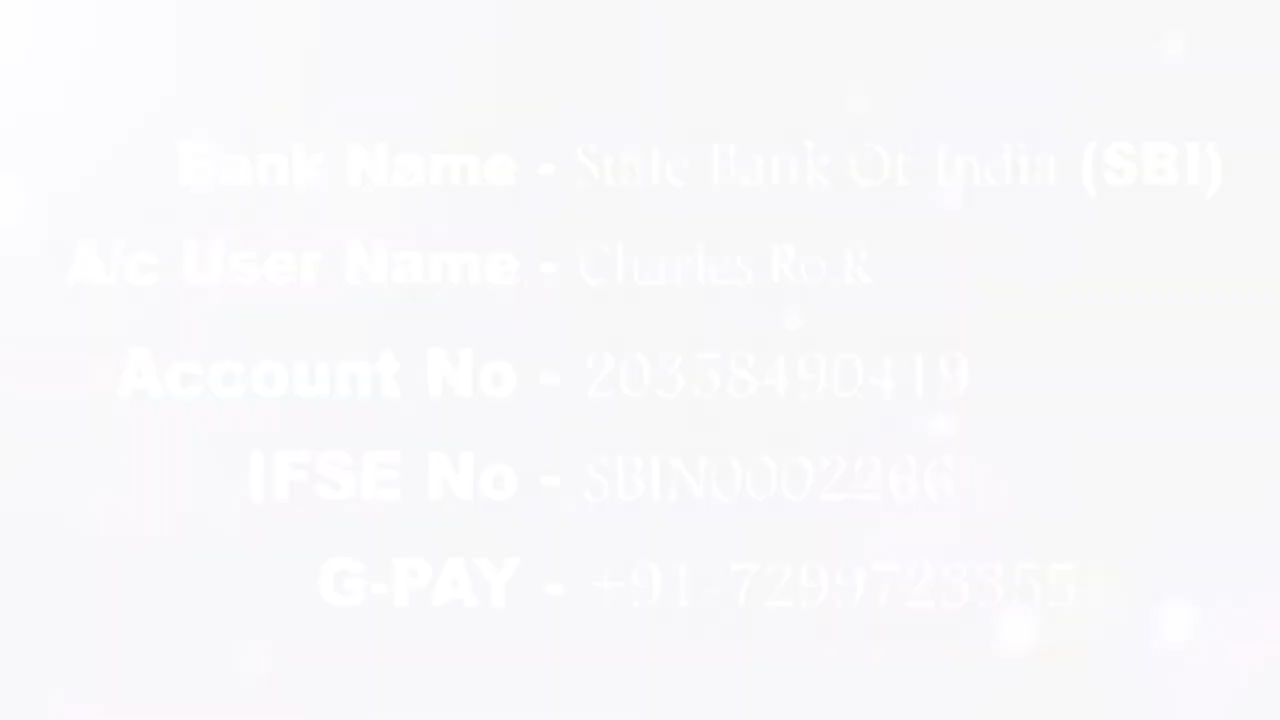 Bank Name - State Bank Of India (SBI)
A/c User Name - Charles Ro.R
Account No - 20358490419
IFSE No - SBIN0002266
G-PAY - +91-7299723355